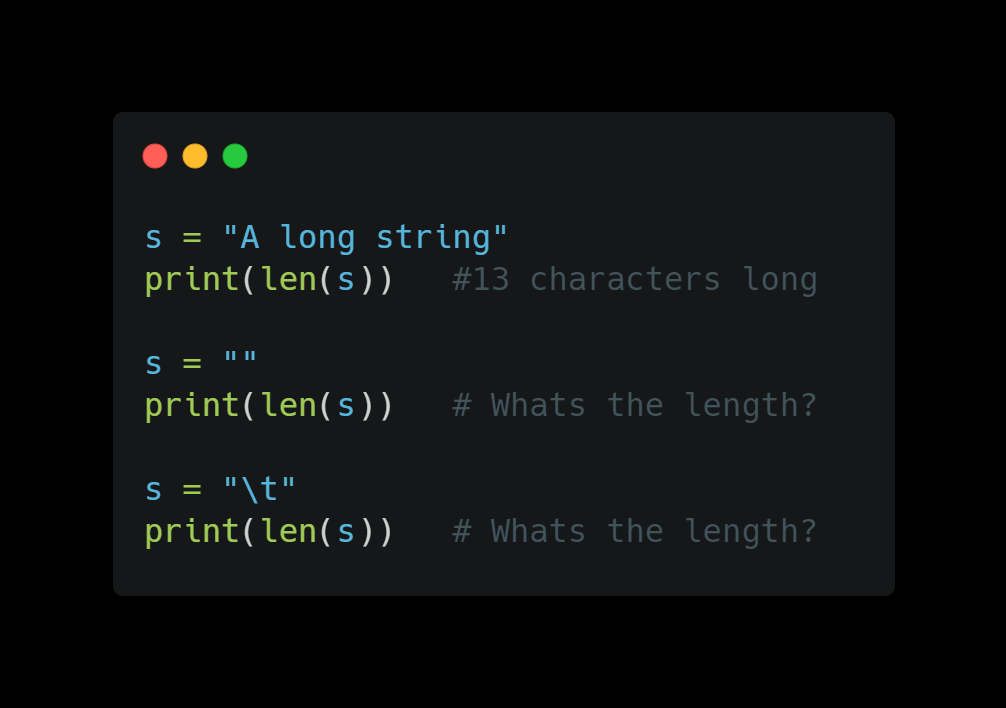 s = "A long string"
print(len(s))   #13 characters long
s = ""
print(len(s))   # Whats the length?
s = "\t"
print(len(s))   # Whats the length?